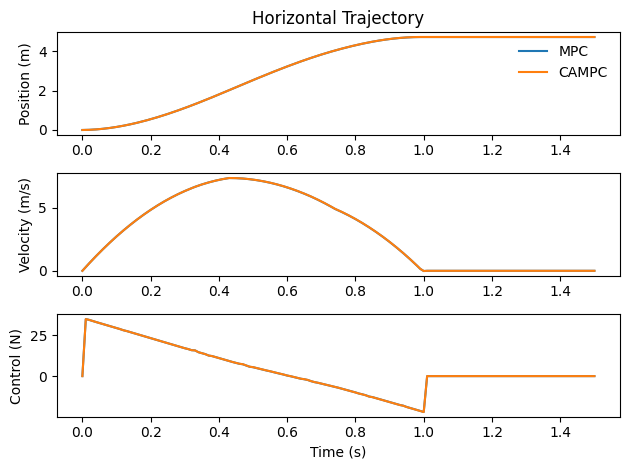 Horizontal Trajectory
Position (m)
4
2
0
MPC
CAMPC
0.0 0.2 0.4 0.6 0.8 1.0 1.2 1.4
Velocity (m/s)
5
0
0.0 0.2 0.4 0.6 0.8 1.0 1.2 1.4
Control (N)
25
0
0.0 0.2 0.4 0.6 0.8 1.0 1.2 1.4
Time (s)